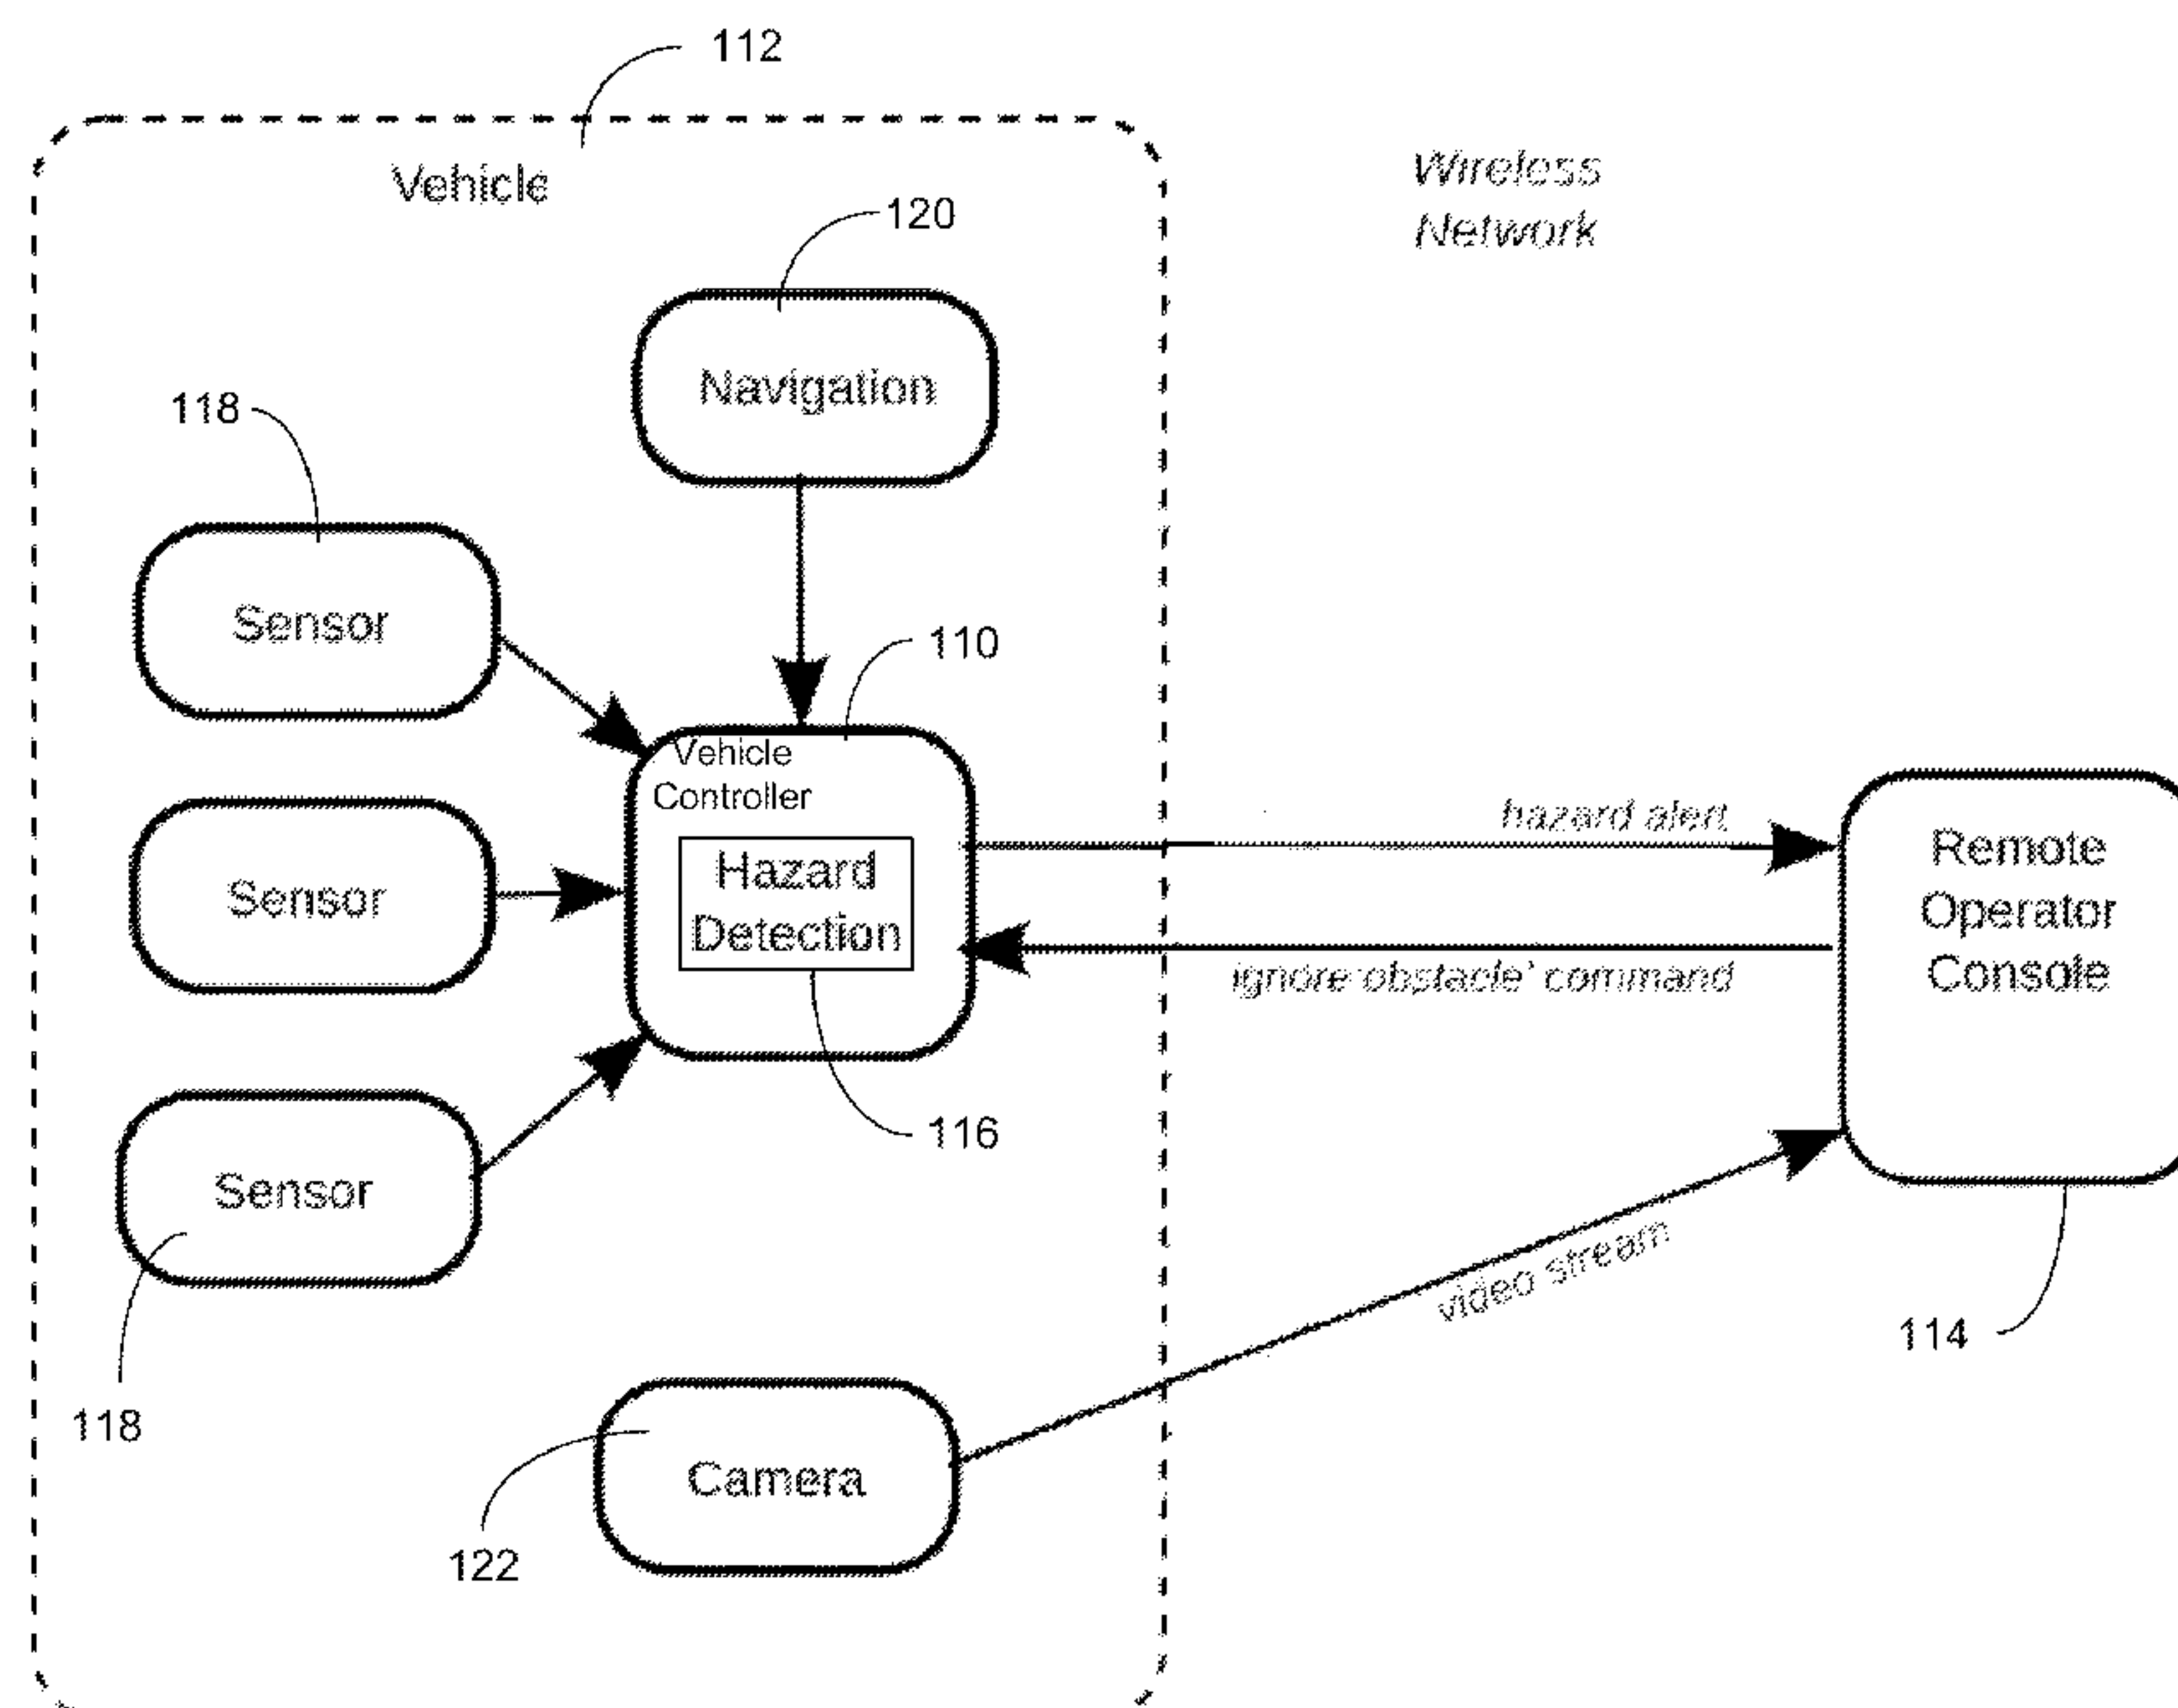 112
Vehicle
Wireless
Network
120
Navigation
118
Sensor
110
Vehicle
Controller
Hazard
Detection
hazard alert
Remote
Operator
Console
Sensor
ignore 'obstacle' command
116
Sensor
video stream
114
118
Camera
122